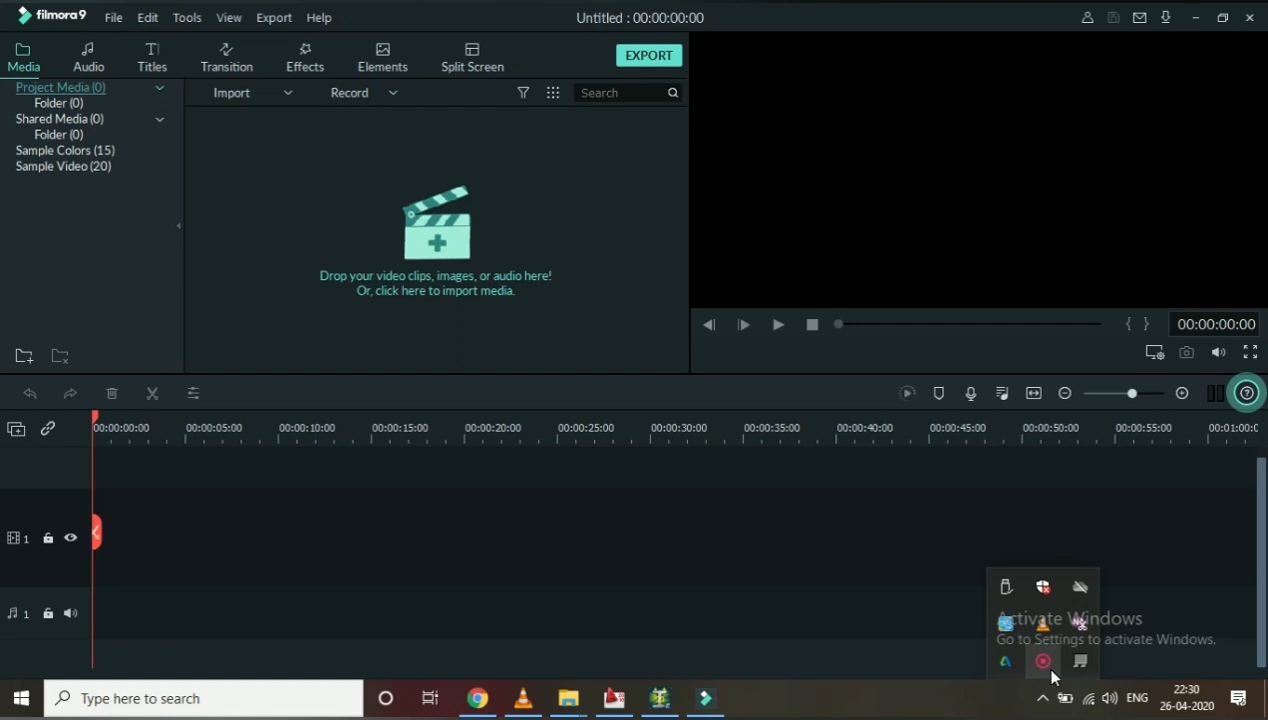 filmora9 File Edit Tools View Export Help Untitled : 00:00:00:00
Media Audio Titles Transition Effects Elements Split Screen EXPORT
Project Media (0)
Folder (0)
Shared Media (0)
Folder (0)
Sample Colors (15)
Sample Video (20)
Import Record Search
Drop your video clips, images, or audio here!
Or, click here to import media.
{ } 00:00:00:00
00:00:00:00 00:00:05:00 00:00:10:00 00:00:15:00 00:00:20:00 00:00:25:00 00:00:30:00 00:00:35:00 00:00:40:00 00:00:45:00 00:00:50:00 00:00:55:00 00:01:00:0
1
1
Activate Windows
Go to Settings to activate Windows.
Type here to search
ENG
22:30
26-04-2020